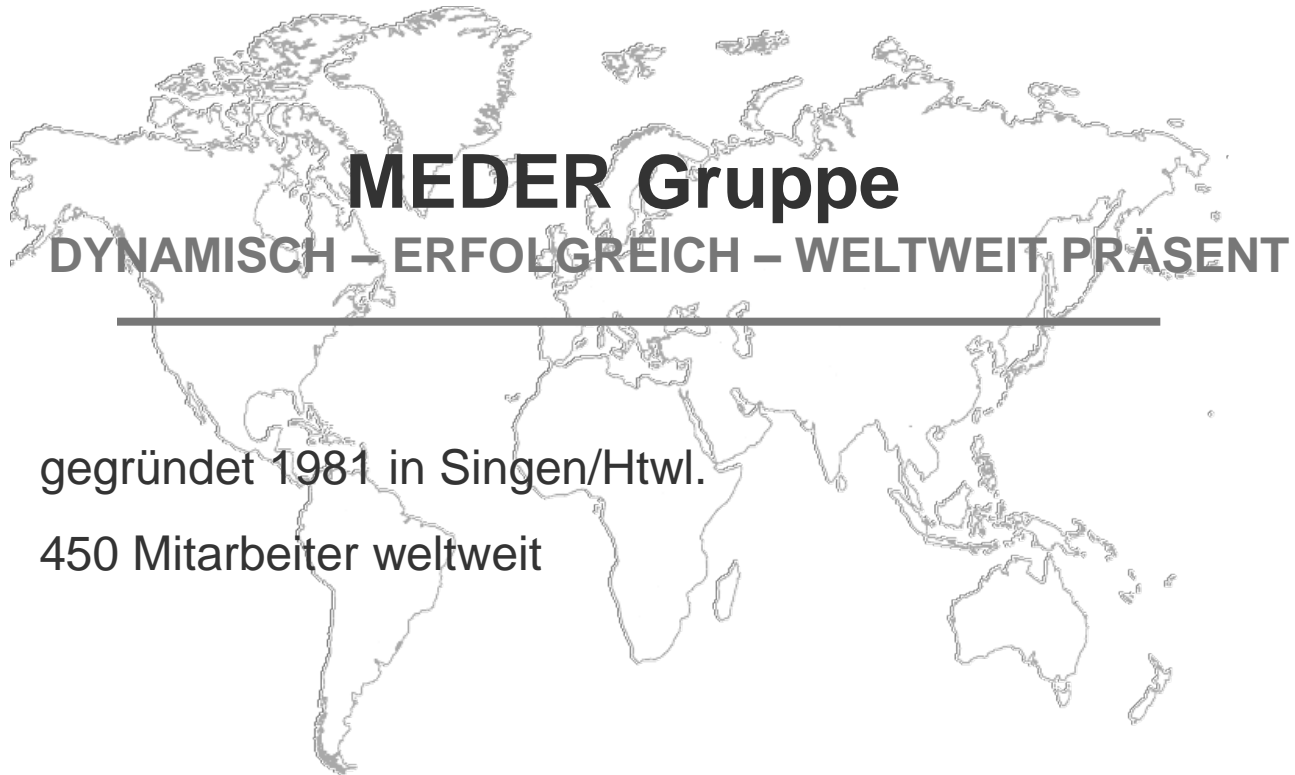 MEDER Gruppe
DYNAMISCH – ERFOLGREICH – WELTWEIT PRÄSENT
gegründet 1981 in Singen/Htwl.
450 Mitarbeiter weltweit